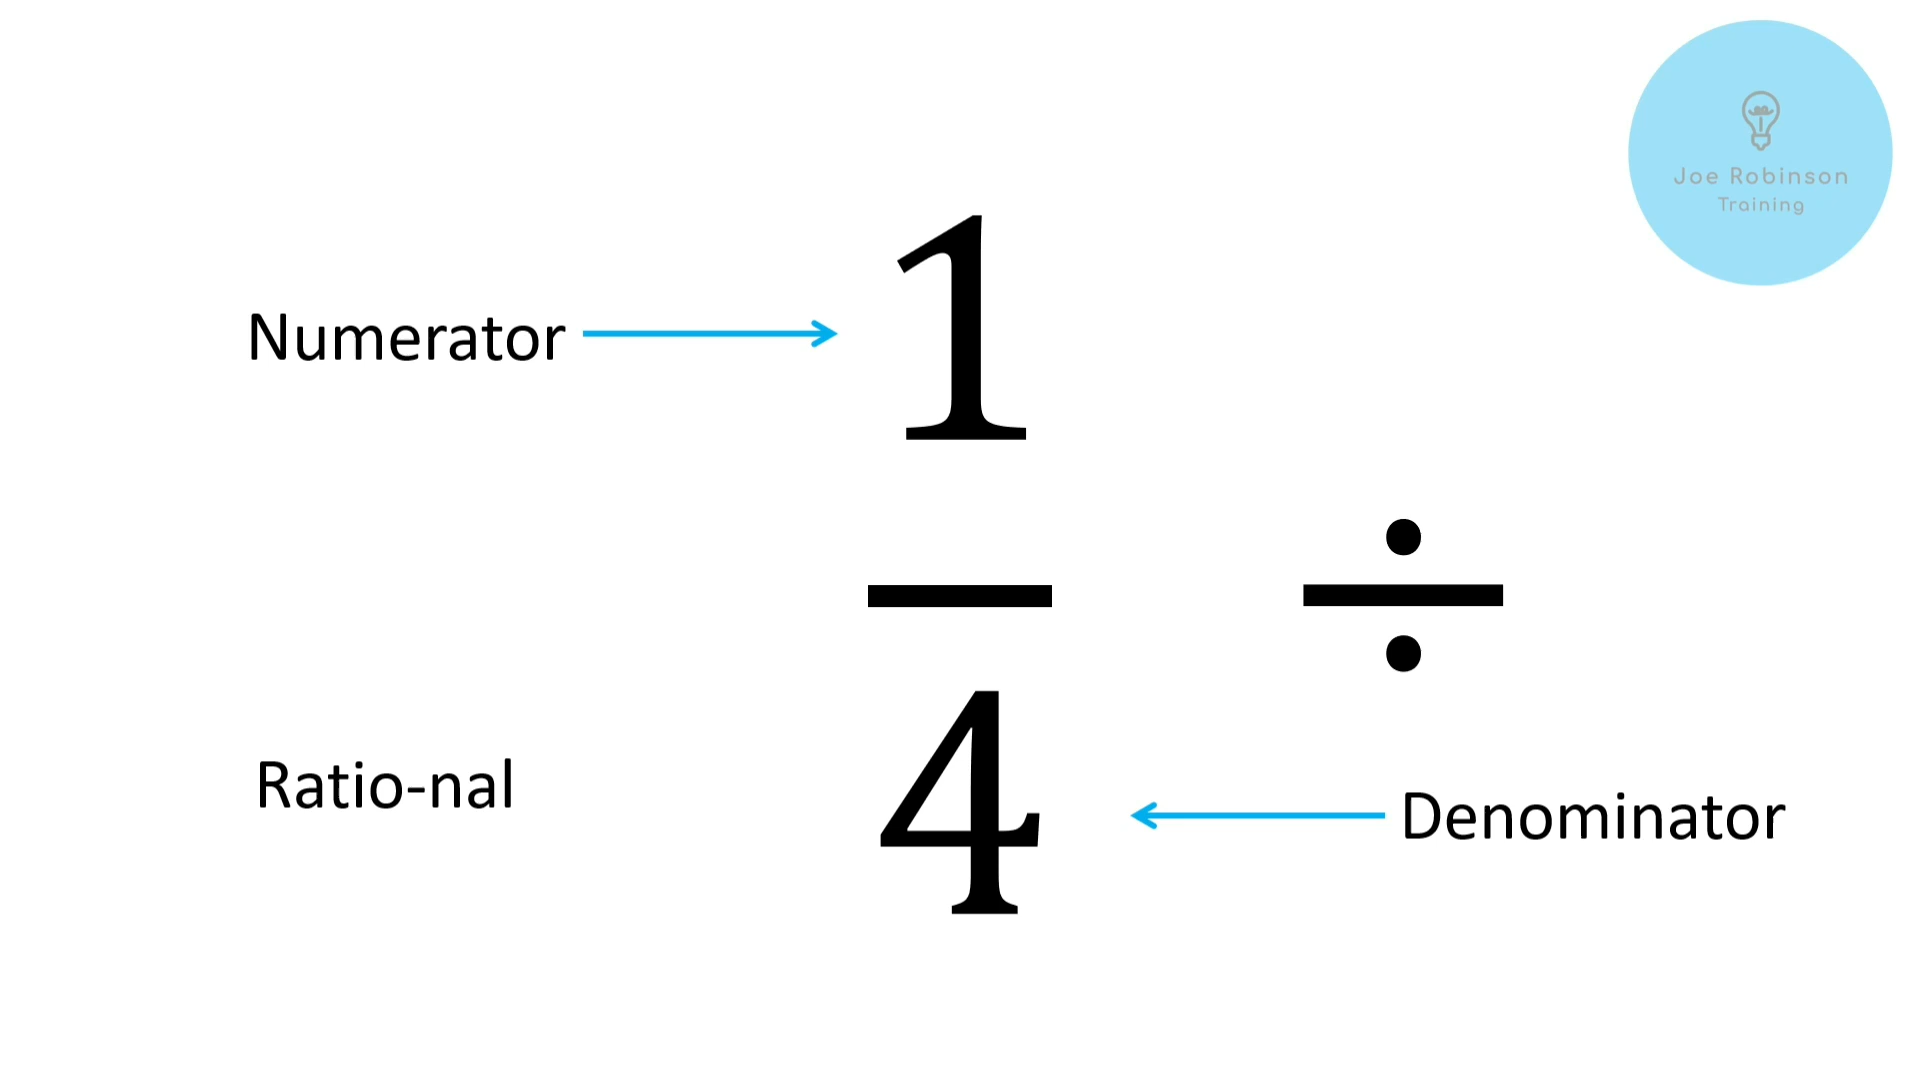 Joe Robinson
Training
Numerator
1
÷
4
Ratio-nal
Denominator